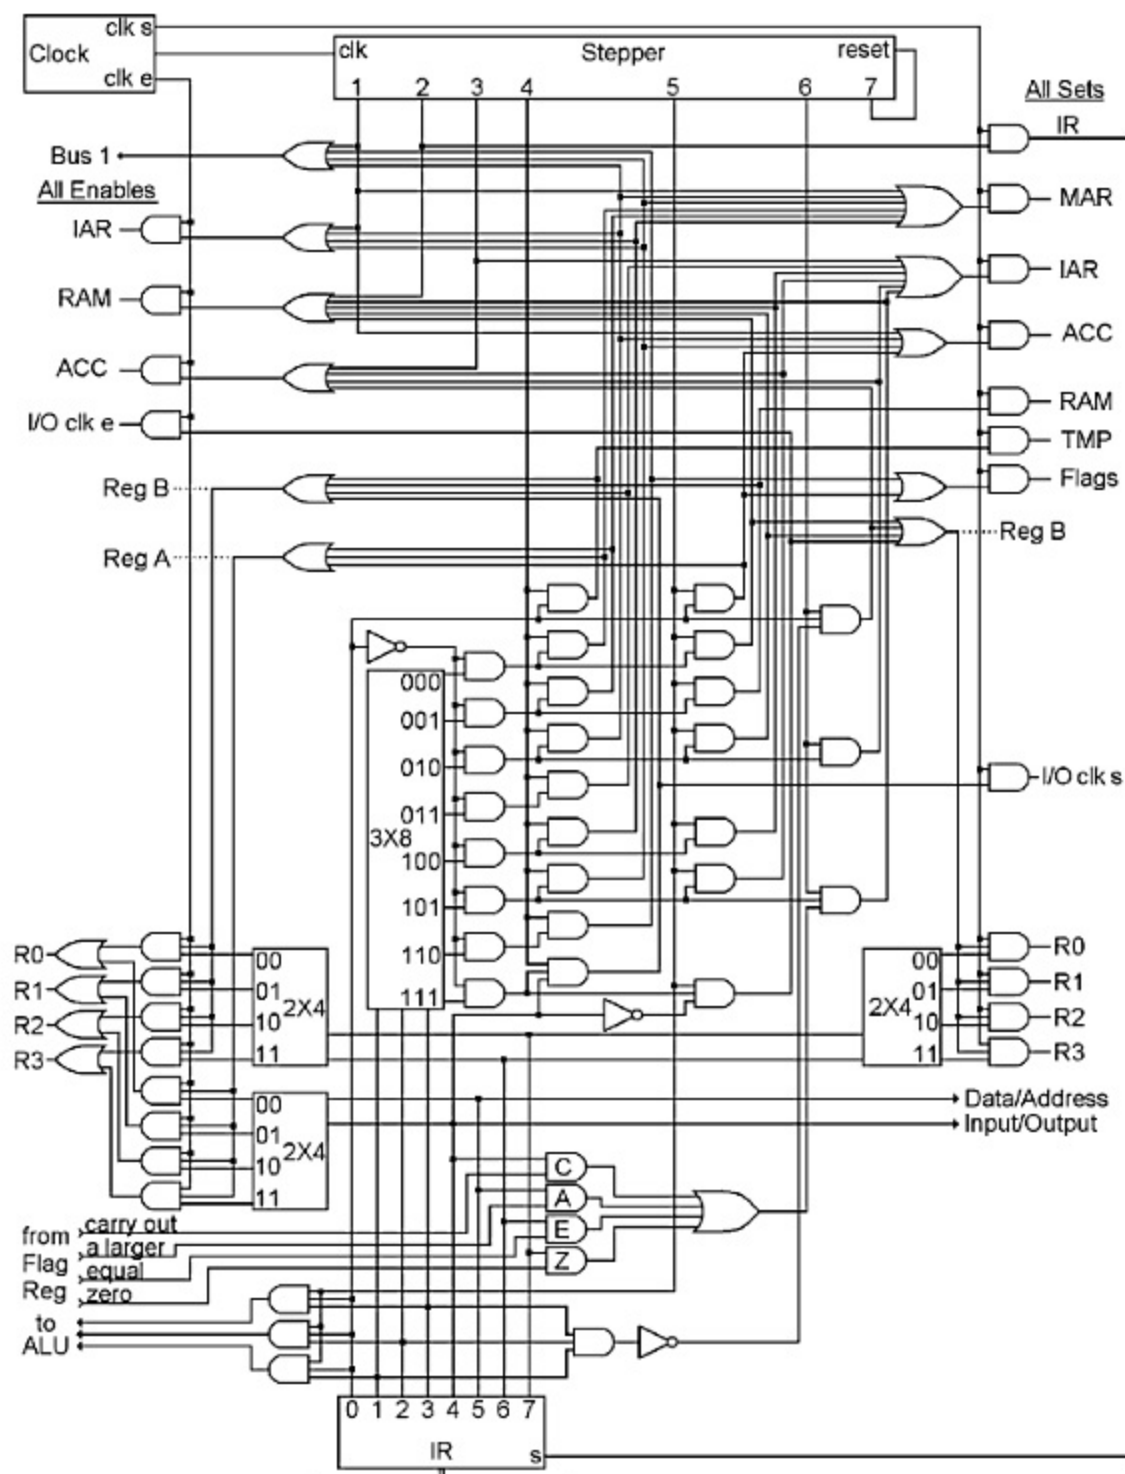 clk s
Clock
clk e
clk Stepper reset
1 2 3 4 5 6 7
All Sets
IR
Bus 1
All Enables
MAR
IAR
IAR
RAM
ACC
ACC
RAM
I/O clk e
TMP
Flags
Reg B
Reg B
Reg A
000
001
010
I/O clk s
011
3X8
100
101
110
111
R0
R1
R2
R3
00
01
2X4
10
11
00
01
2X4
10
11
R0
R1
R2
R3
00
01
2X4
10
11
Data/Address
Input/Output
C
A
E
Z
from
Flag
Reg
carry out
a larger
equal
zero
to
ALU
0 1 2 3 4 5 6 7
IR s